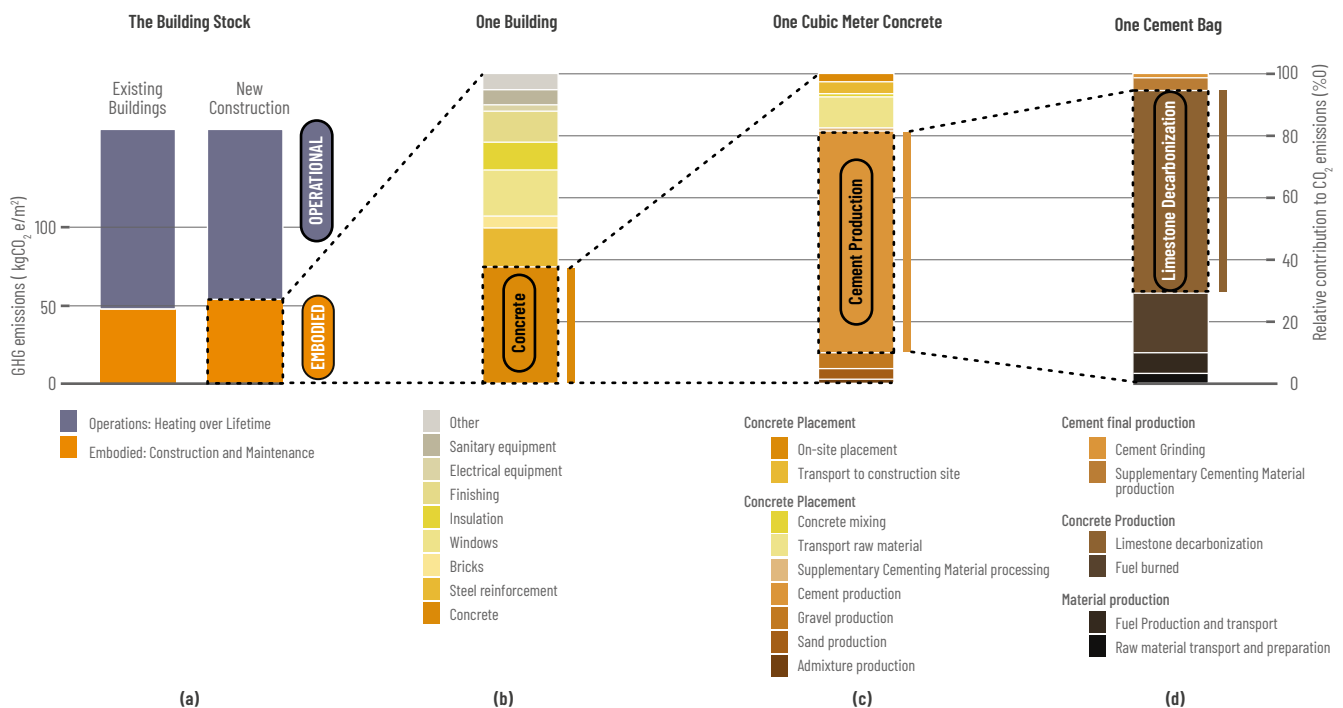 The Building Stock
One Building
One Cubic Meter Concrete
One Cement Bag
Existing
Buildings
New
Construction
GHG emissions ( kgCO₂ e/m²)
100
50
0
OPERATIONAL
EMBODIED
Concrete
Cement Production
Limestone Decarbonization
100
80
60
40
20
0
Relative contribution to CO₂ emissions (%0)
Operations: Heating over Lifetime
Embodied: Construction and Maintenance
Other
Sanitary equipment
Electrical equipment
Finishing
Insulation
Windows
Bricks
Steel reinforcement
Concrete
Concrete Placement
On-site placement
Transport to construction site
Concrete Placement
Concrete mixing
Transport raw material
Supplementary Cementing Material processing
Cement production
Gravel production
Sand production
Admixture production
Cement final production
Cement Grinding
Supplementary Cementing Material
production
Concrete Production
Limestone decarbonization
Fuel burned
Material production
Fuel Production and transport
Raw material transport and preparation
(a)
(b)
(c)
(d)